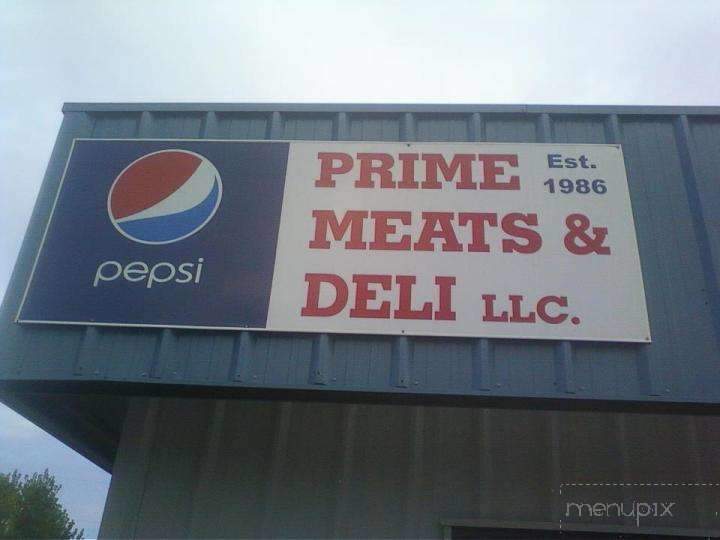 pepsi
PRIME
Est.
1986
MEATS &
DELI LLC.
menupix